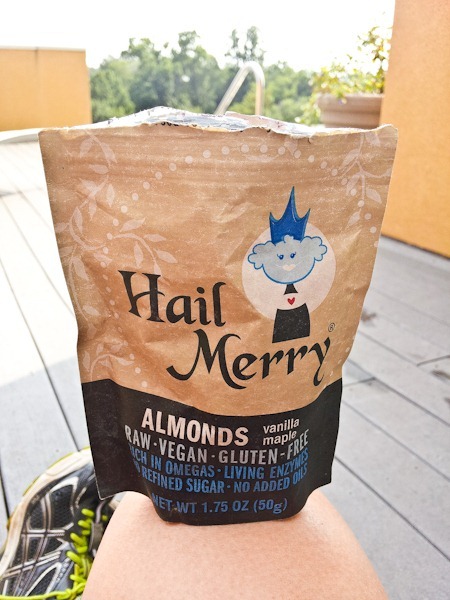 Hail
Merry®
ALMONDS vanilla maple
RAW · VEGAN · GLUTEN-FREE
RICH IN OMEGAS · LIVING ENZYMES
REFINED SUGAR · NO ADDED OILS
NET WT 1.75 OZ (50g)